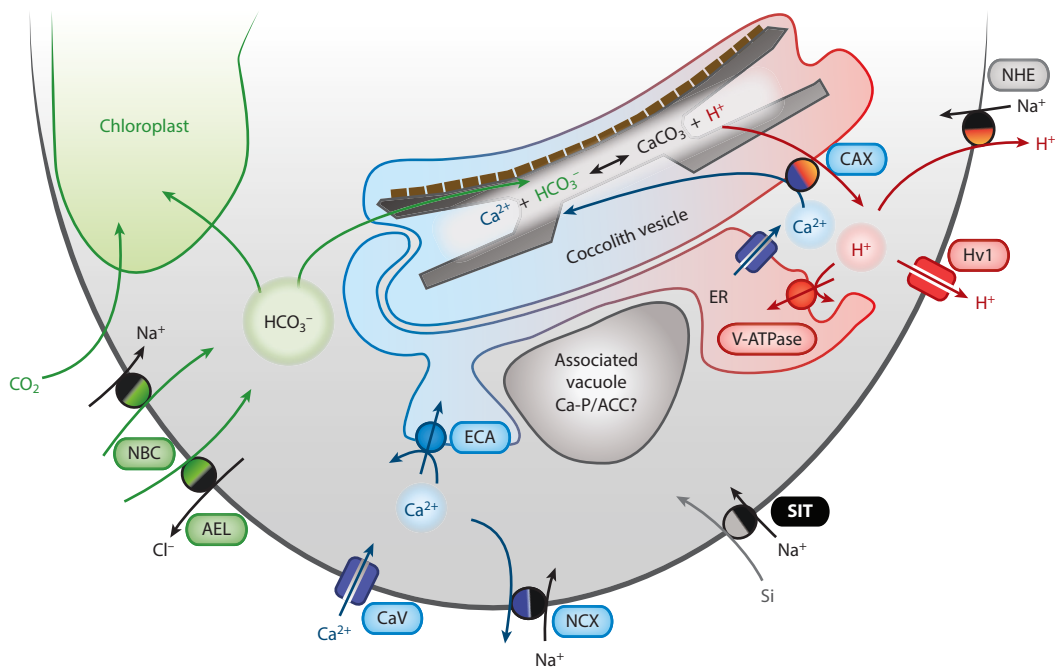 Chloroplast
NHE
Na⁺
H⁺
CaCO₃ + H⁺
CAX
Ca²⁺ + HCO₃⁻
Ca²⁺
Coccolith vesicle
H⁺
Hv1
H⁺
ER
V-ATPase
HCO₃⁻
Na⁺
CO₂
Associated
vacuole
Ca-P/ACC?
NBC
ECA
Ca²⁺
AEL
Cl⁻
SIT
Na⁺
Si
CaV
Ca²⁺
NCX
Na⁺